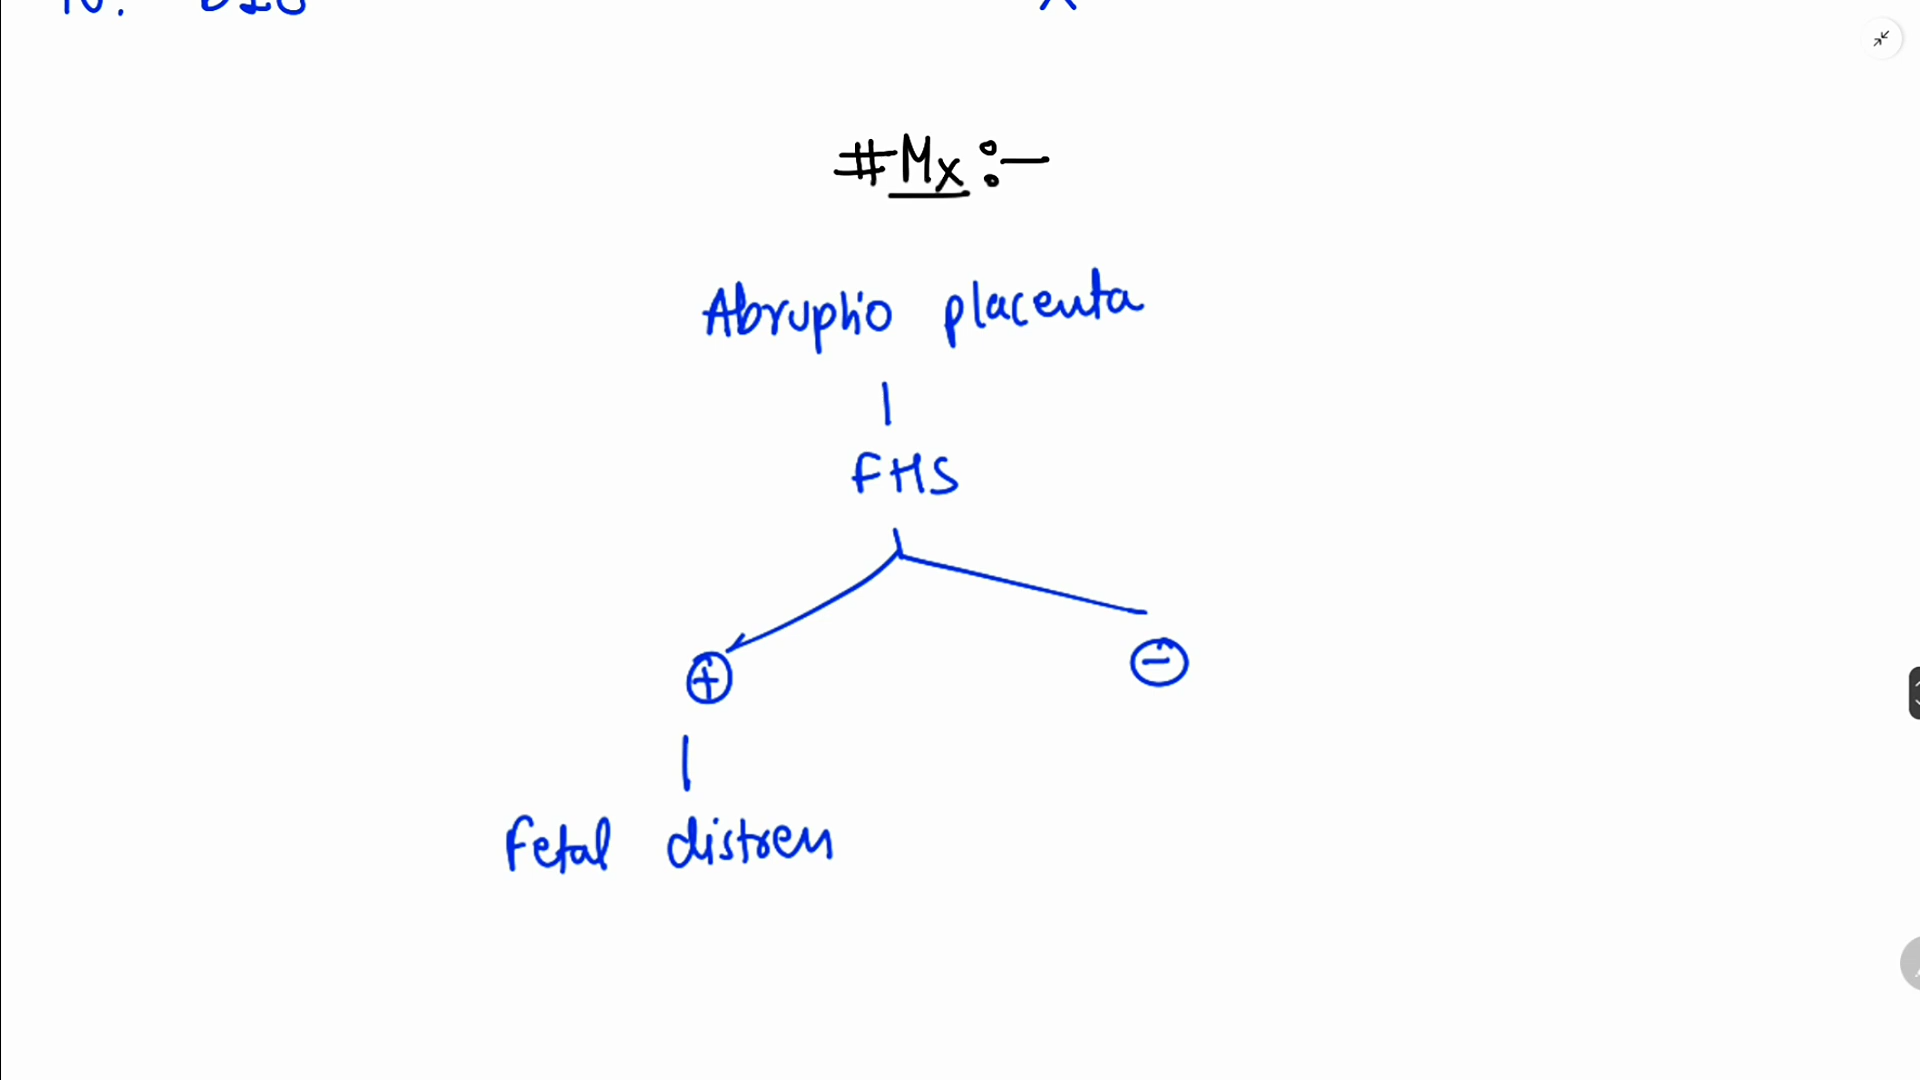 #Mx:-
Abruptio placenta
FHS
+ -
Fetal distress